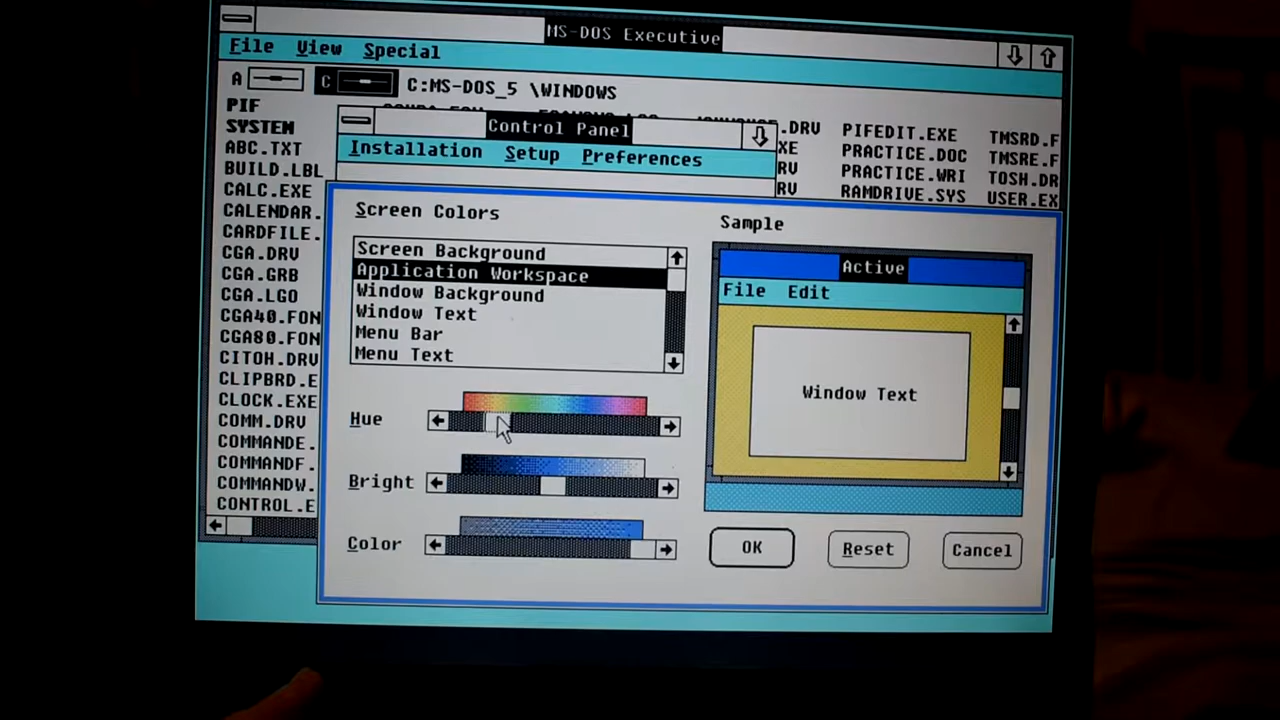 MS-DOS Executive
File View Special
A C C:MS-DOS_5 \WINDOWS
PIF
SYSTEM
ABC.TXT
BUILD.LBL
CALC.EXE
CALENDAR.
CARDFILE.
CGA.DRV
CGA.GRB
CGA.LGO
CGA40.FON
CGA80.FON
CITOH.DRV
CLIPBRD.E
CLOCK.EXE
COMM.DRV
COMMANDE.
COMMANDF.
COMMANDW.
CONTROL.E
.DRV PIFEDIT.EXE TMSRD.F
XE PRACTICE.DOC TMSRE.F
RV PRACTICE.WRI TOSH.DR
RV RAMDRIVE.SYS USER.EX
Control Panel
Installation Setup Preferences
Screen Colors
Screen Background
Application Workspace
Window Background
Window Text
Menu Bar
Menu Text
Hue
Bright
Color
Sample
Active
File Edit
Window Text
OK Reset Cancel